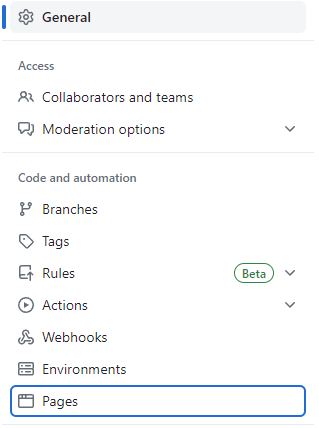 General
Access
Collaborators and teams
Moderation options
Code and automation
Branches
Tags
Rules Beta
Actions
Webhooks
Environments
Pages